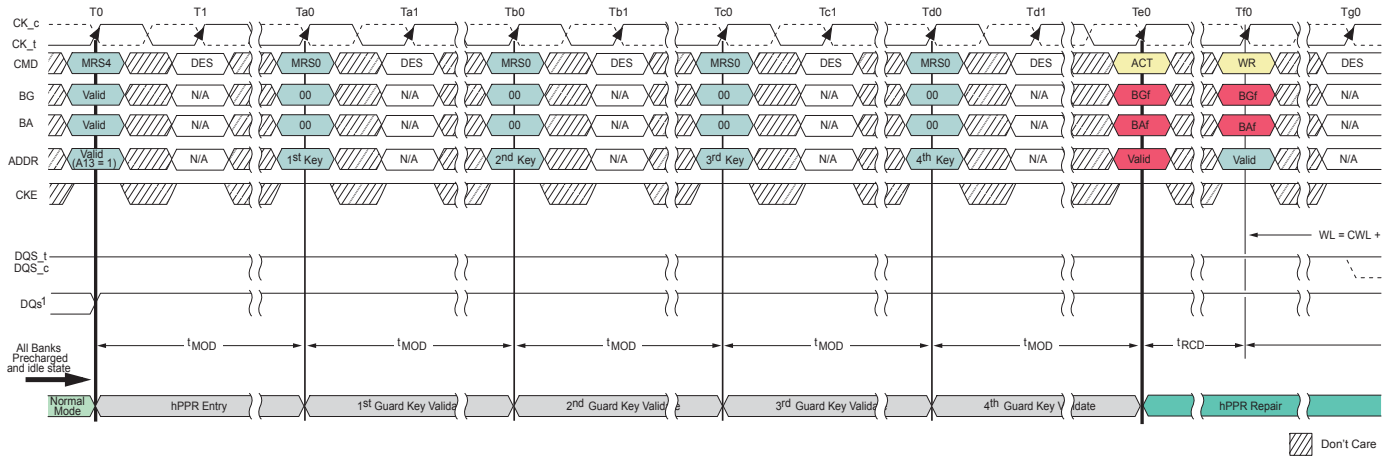 T0 T1 Ta0 Ta1 Tb0 Tb1 Tc0 Tc1 Td0 Td1 Te0 Tf0 Tg0
CK_c
CK_t
CMD MRS4 DES MRS0 DES MRS0 DES MRS0 DES MRS0 DES ACT WR DES
BG Valid N/A 00 N/A 00 N/A 00 N/A 00 N/A BGf BGf N/A
BA Valid N/A 00 N/A 00 N/A 00 N/A 00 N/A BAf BAf N/A
ADDR Valid (A13 = 1) N/A 1st Key N/A 2nd Key N/A 3rd Key N/A 4th Key N/A Valid Valid N/A
CKE
WL = CWL +
DQS_t
DQS_c
DQs1
tMOD tMOD tMOD tMOD tMOD tRCD
All Banks
Precharged
and idle state
Normal Mode hPPR Entry 1st Guard Key Valida 2nd Guard Key Valid e 3rd Guard Key Valida 4th Guard Key V idate hPPR Repair
Don't Care